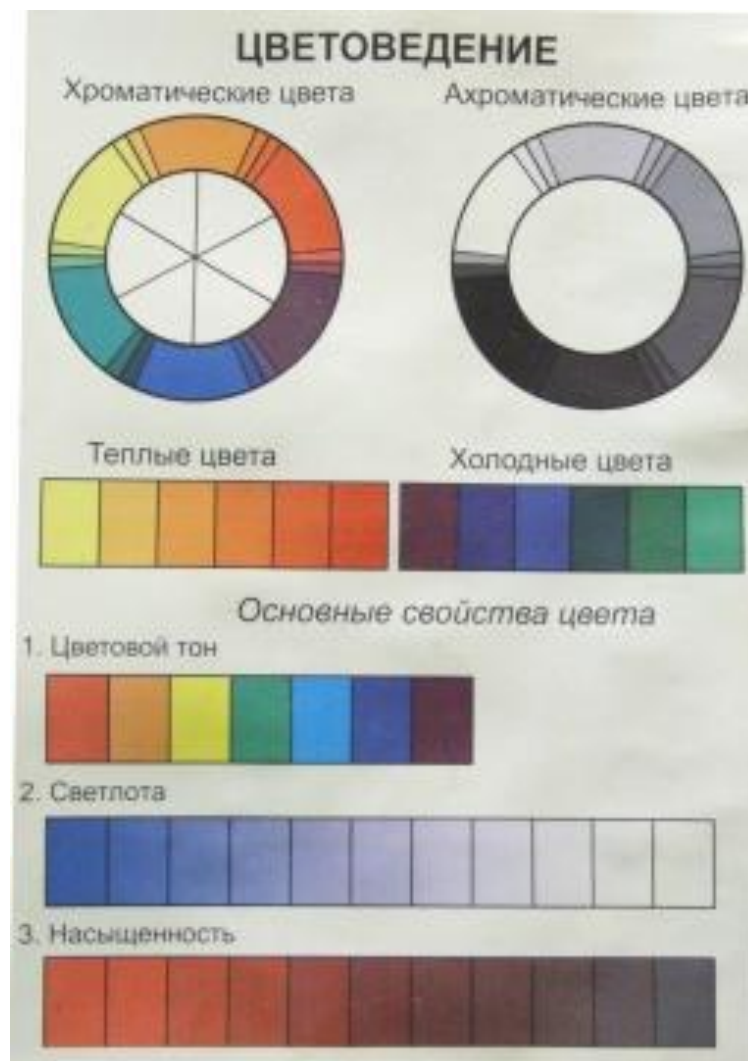 ЦВЕТОВЕДЕНИЕ
Хроматические цвета
Ахроматические цвета
Теплые цвета
Холодные цвета
Основные свойства цвета
1. Цветовой тон
2. Светлота
3. Насыщенность